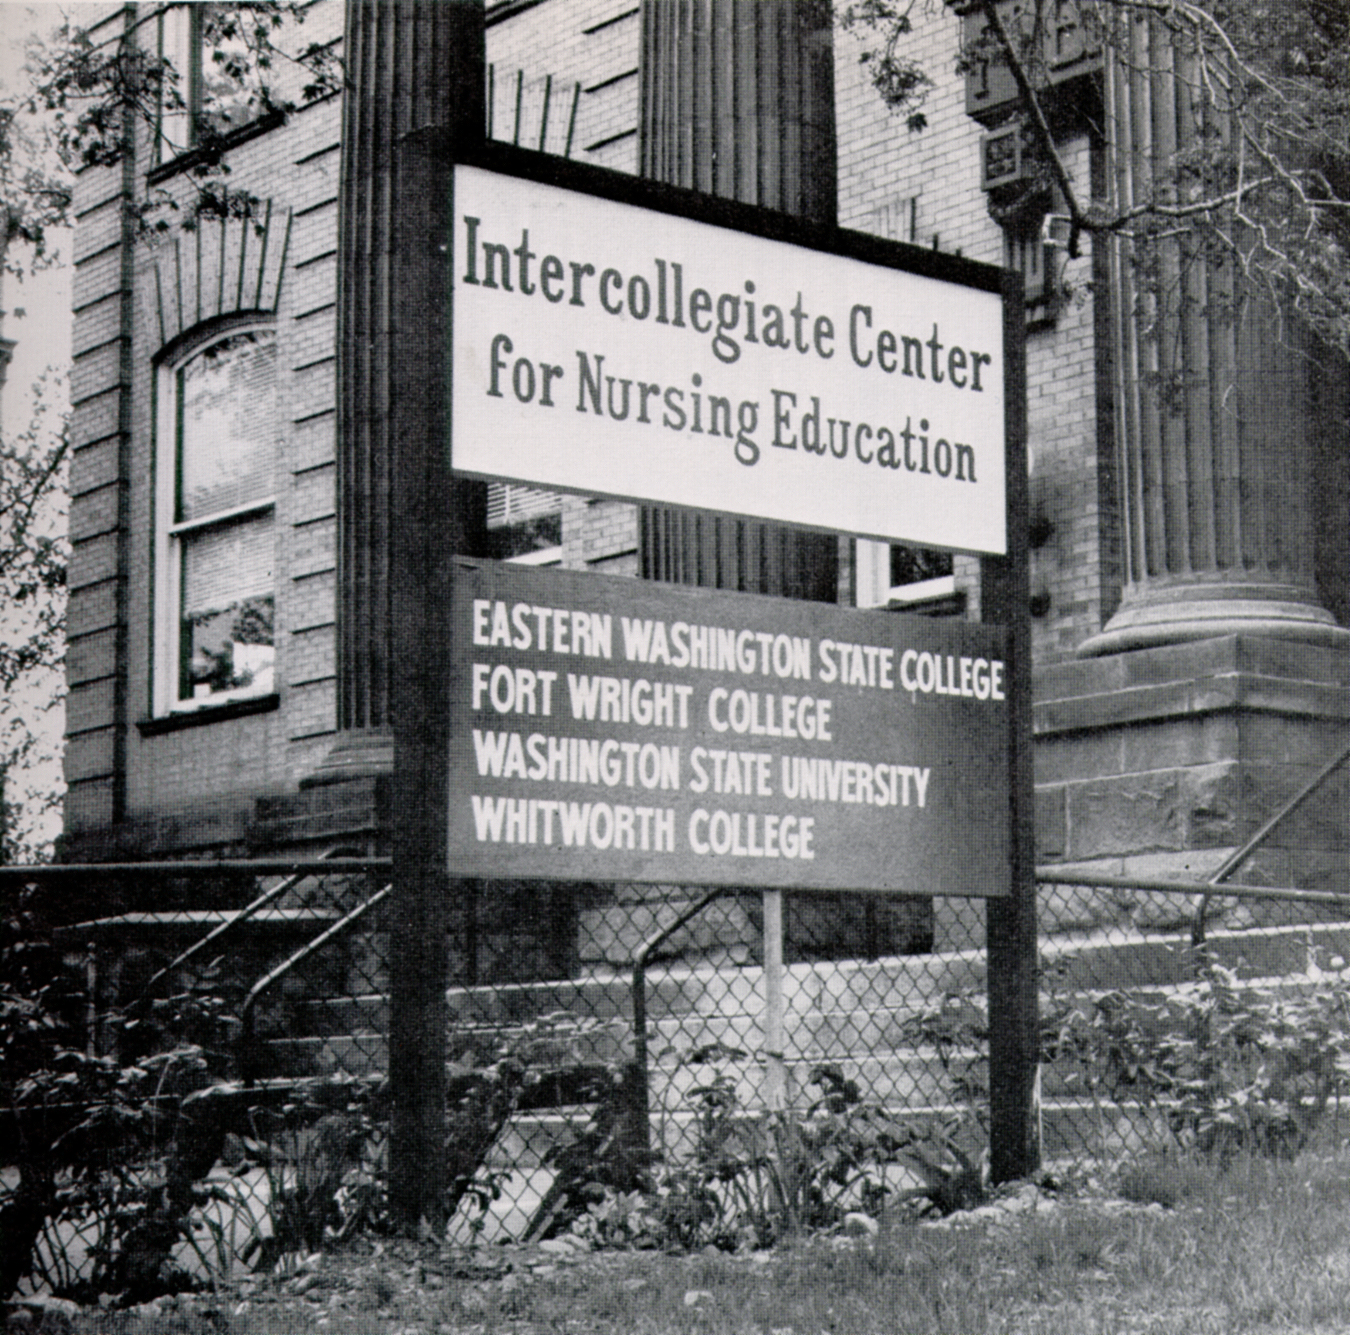 Intercollegiate Center
for Nursing Education
EASTERN WASHINGTON STATE COLLEGE
FORT WRIGHT COLLEGE
WASHINGTON STATE UNIVERSITY
WHITWORTH COLLEGE